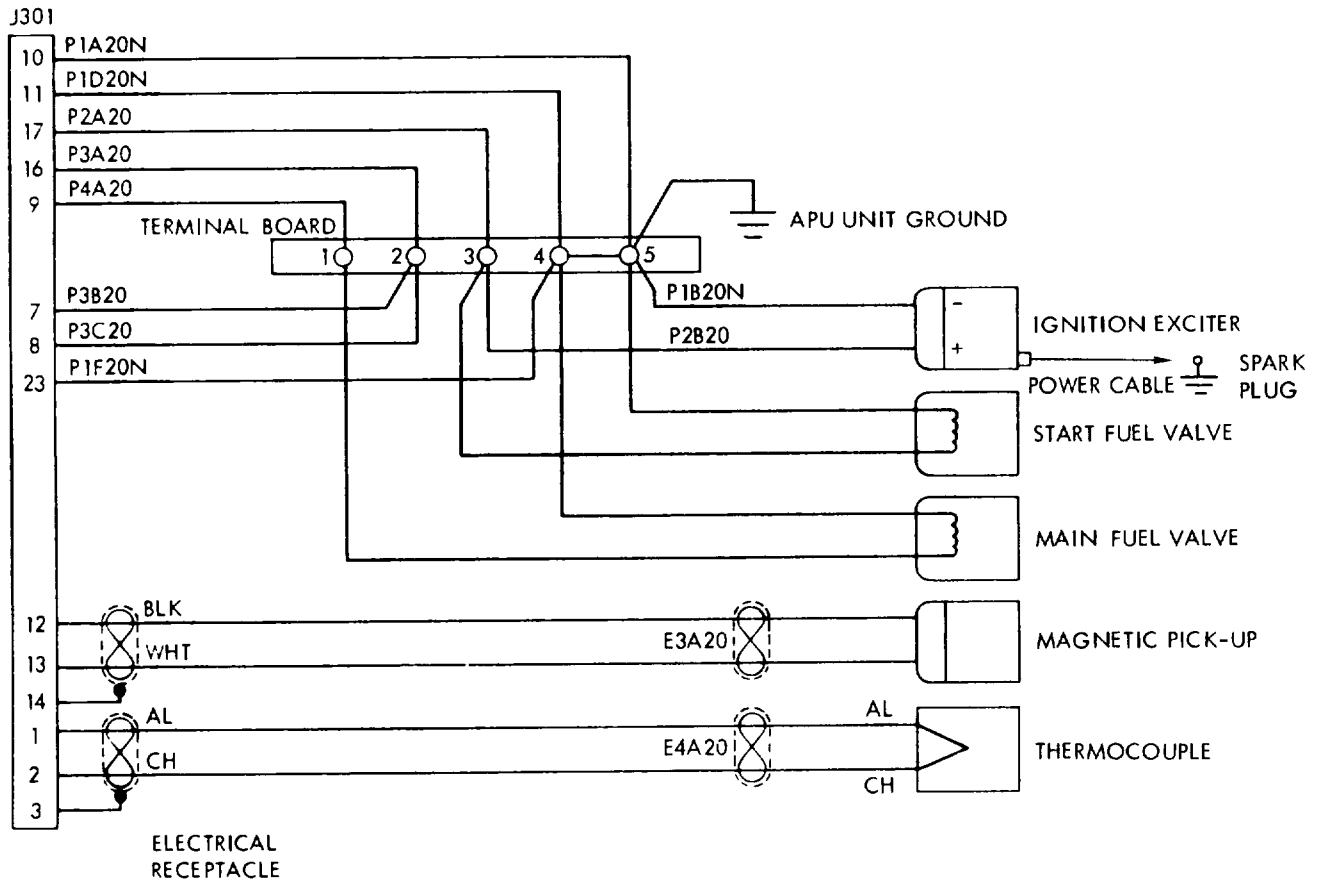 J301
10 P1A20N
11 P1D20N
17 P2A20
16 P3A20
9 P4A20
TERMINAL BOARD
1 2 3 4 5
APU UNIT GROUND
7 P3B20
8 P3C20
23 P1F20N
P1B20N
P2B20
-
+
IGNITION EXCITER
POWER CABLE
SPARK
PLUG
START FUEL VALVE
MAIN FUEL VALVE
12 BLK
13 WHT
14
E3A20
MAGNETIC PICK-UP
1 AL
2 CH
3
E4A20
AL
CH
THERMOCOUPLE
ELECTRICAL
RECEPTACLE